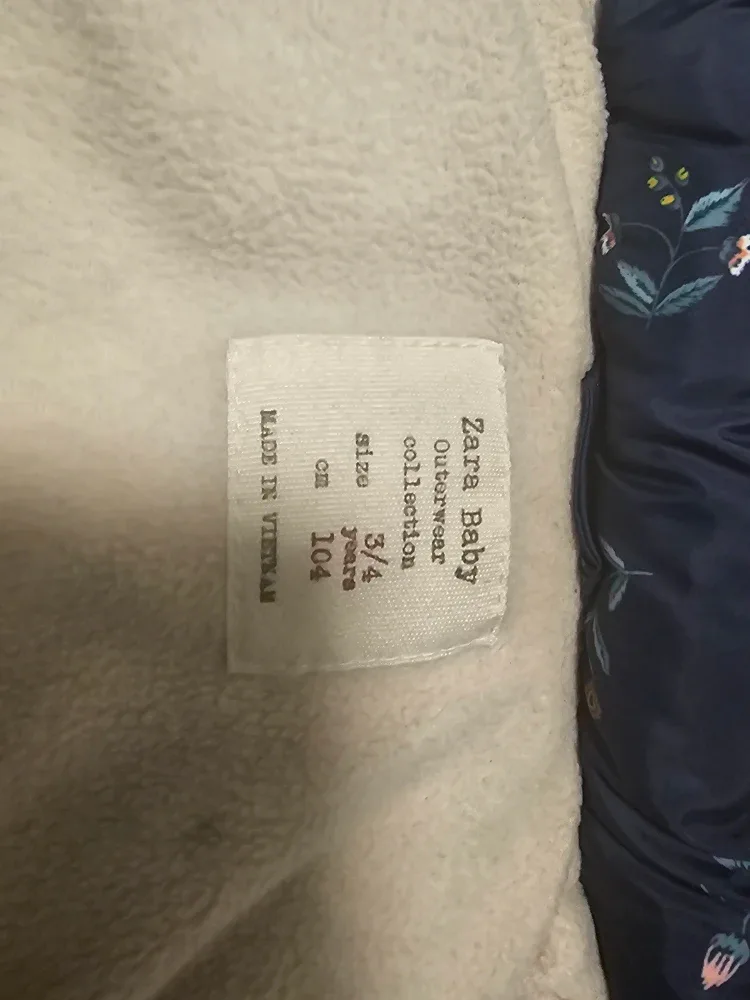 Zara Baby
Outerwear
collection
size 3/4
years
cm 104
MADE IN VIETNAM